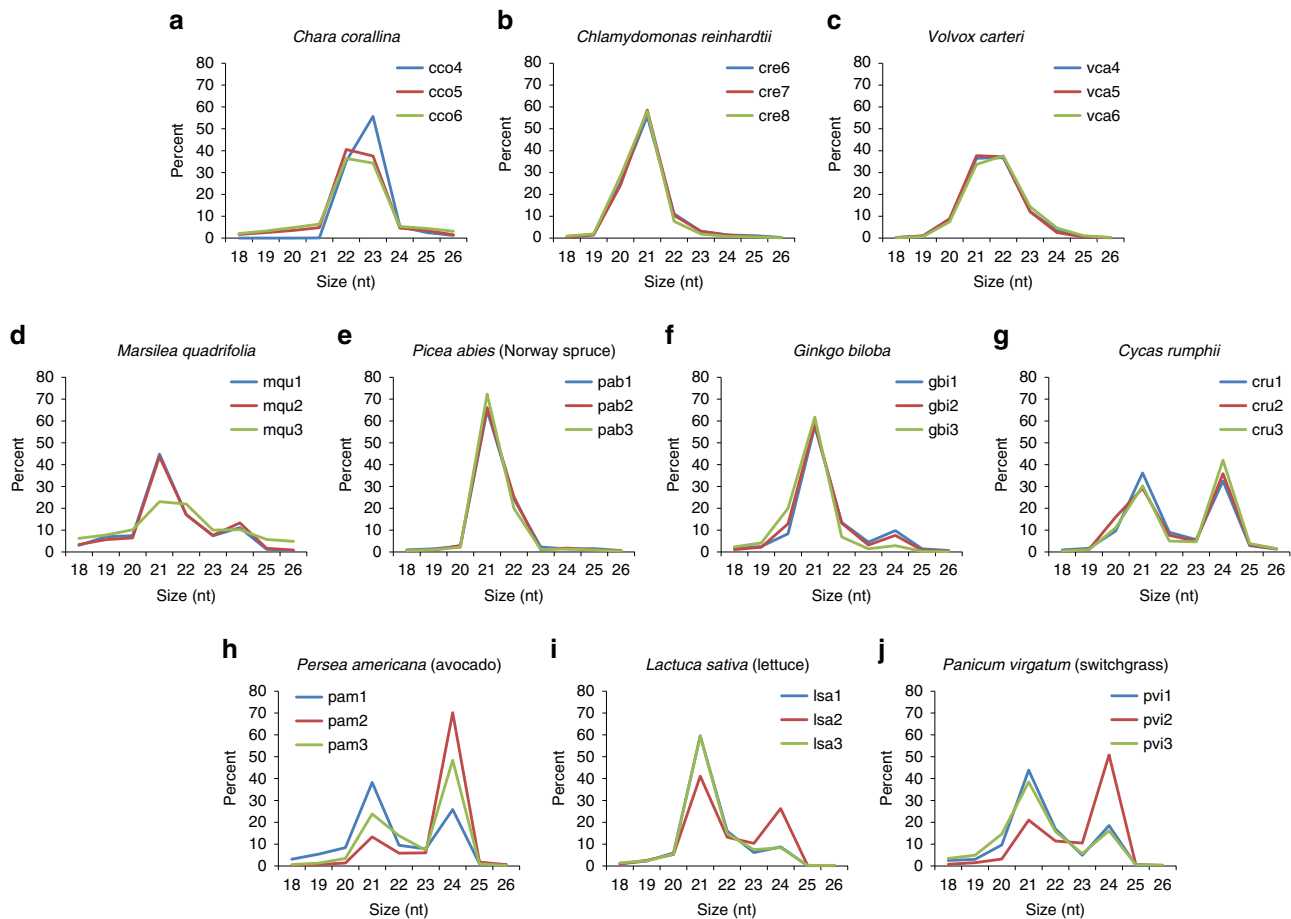 a
Chara corallina
80
70
60
50
40
30
20
10
0
Percent
cco4
cco5
cco6
18 19 20 21 22 23 24 25 26
Size (nt)
b
Chlamydomonas reinhardtii
80
70
60
50
40
30
20
10
0
Percent
cre6
cre7
cre8
18 19 20 21 22 23 24 25 26
Size (nt)
c
Volvox carteri
80
70
60
50
40
30
20
10
0
Percent
vca4
vca5
vca6
18 19 20 21 22 23 24 25 26
Size (nt)
d
Marsilea quadrifolia
80
70
60
50
40
30
20
10
0
Percent
mqu1
mqu2
mqu3
18 19 20 21 22 23 24 25 26
Size (nt)
e
Picea abies (Norway spruce)
80
70
60
50
40
30
20
10
0
Percent
pab1
pab2
pab3
18 19 20 21 22 23 24 25 26
Size (nt)
f
Ginkgo biloba
80
70
60
50
40
30
20
10
0
Percent
gbi1
gbi2
gbi3
18 19 20 21 22 23 24 25 26
Size (nt)
g
Cycas rumphii
80
70
60
50
40
30
20
10
0
Percent
cru1
cru2
cru3
18 19 20 21 22 23 24 25 26
Size (nt)
h
Persea americana (avocado)
80
70
60
50
40
30
20
10
0
Percent
pam1
pam2
pam3
18 19 20 21 22 23 24 25 26
Size (nt)
i
Lactuca sativa (lettuce)
80
70
60
50
40
30
20
10
0
Percent
lsa1
lsa2
lsa3
18 19 20 21 22 23 24 25 26
Size (nt)
j
Panicum virgatum (switchgrass)
80
70
60
50
40
30
20
10
0
Percent
pvi1
pvi2
pvi3
18 19 20 21 22 23 24 25 26
Size (nt)